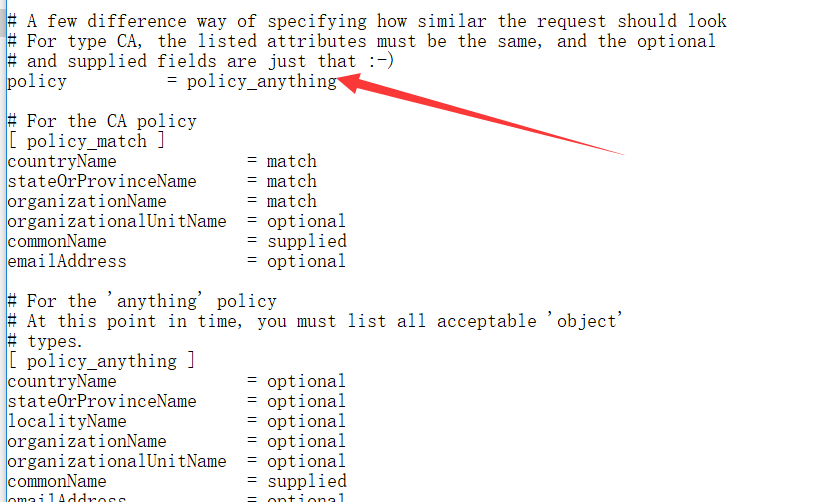 # A few difference way of specifying how similar the request should look
# For type CA, the listed attributes must be the same, and the optional
# and supplied fields are just that :-)
policy          = policy_anything
# For the CA policy
[ policy_match ]
countryName             = match
stateOrProvinceName     = match
organizationName        = match
organizationalUnitName  = optional
commonName              = supplied
emailAddress            = optional
# For the 'anything' policy
# At this point in time, you must list all acceptable 'object'
# types.
[ policy_anything ]
countryName             = optional
stateOrProvinceName     = optional
localityName            = optional
organizationName        = optional
organizationalUnitName  = optional
commonName              = supplied
emailAddress            = optional